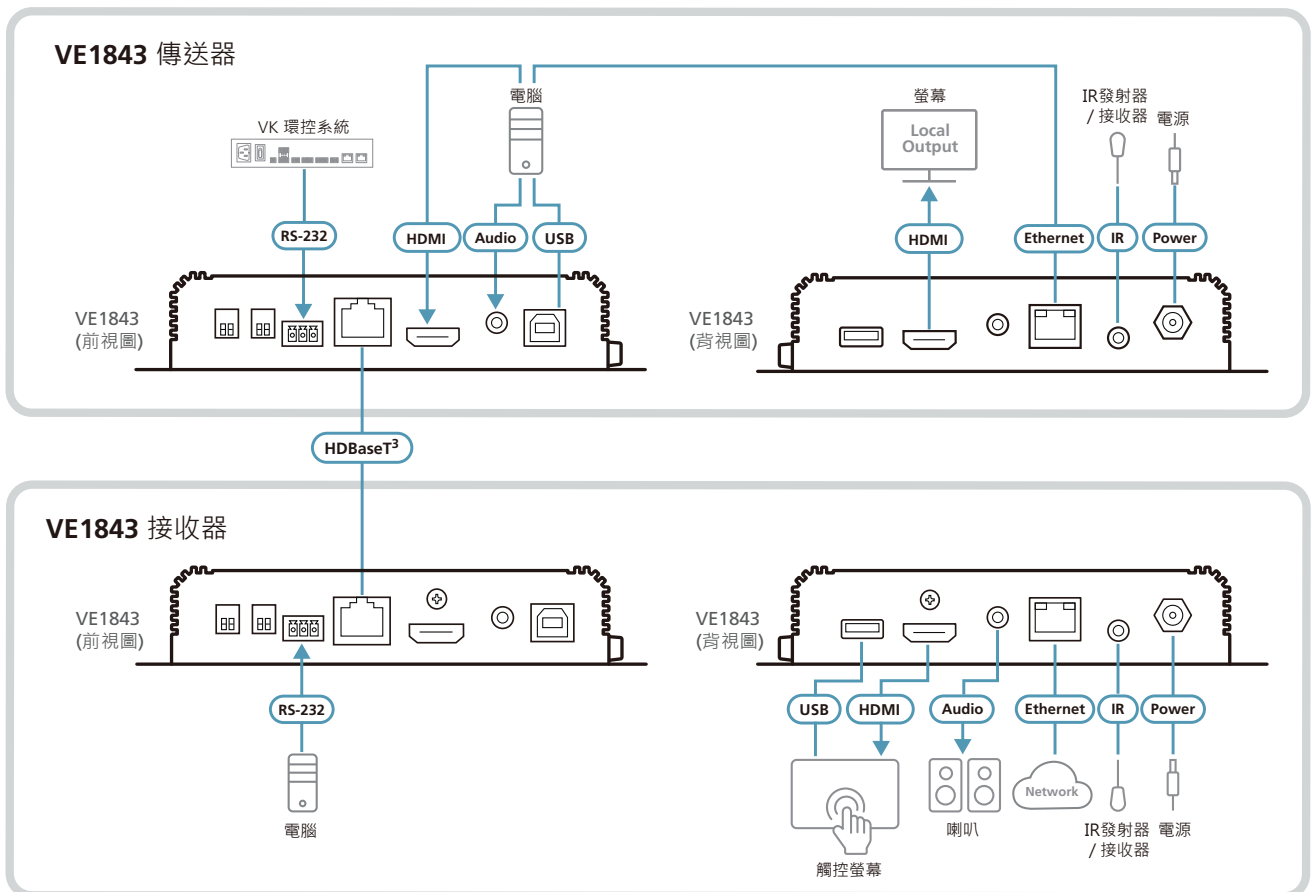 VE1843 傳送器
電腦
VK 環控系統
螢幕
Local
Output
IR發射器
/ 接收器
電源
RS-232
HDMI
Audio
USB
HDMI
Ethernet
IR
Power
VE1843
(前視圖)
VE1843
(背視圖)
HDBaseT3
VE1843 接收器
VE1843
(前視圖)
VE1843
(背視圖)
RS-232
USB
HDMI
Audio
Ethernet
IR
Power
Network
電腦
觸控螢幕
喇叭
IR發射器
/ 接收器
電源